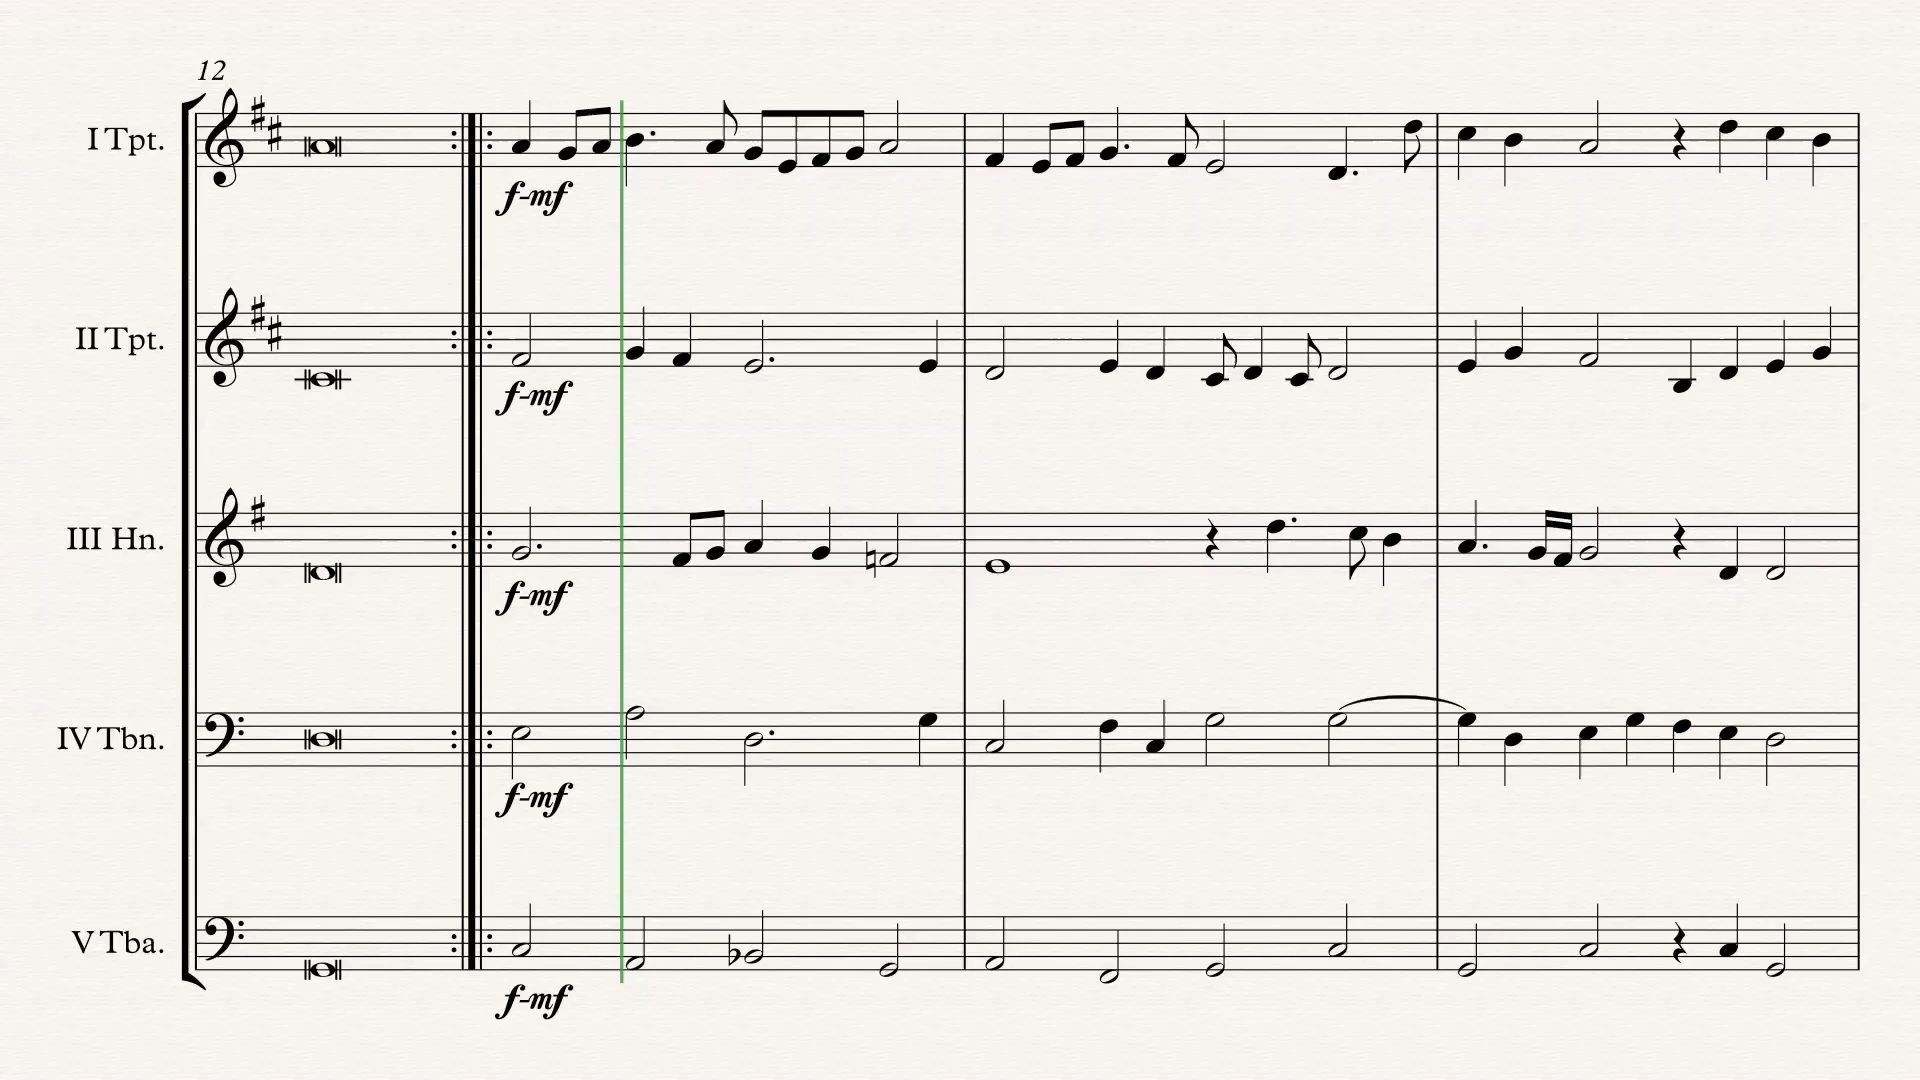 12
I Tpt.
f-mf
II Tpt.
f-mf
III Hn.
f-mf
IV Tbn.
f-mf
V Tba.
f-mf